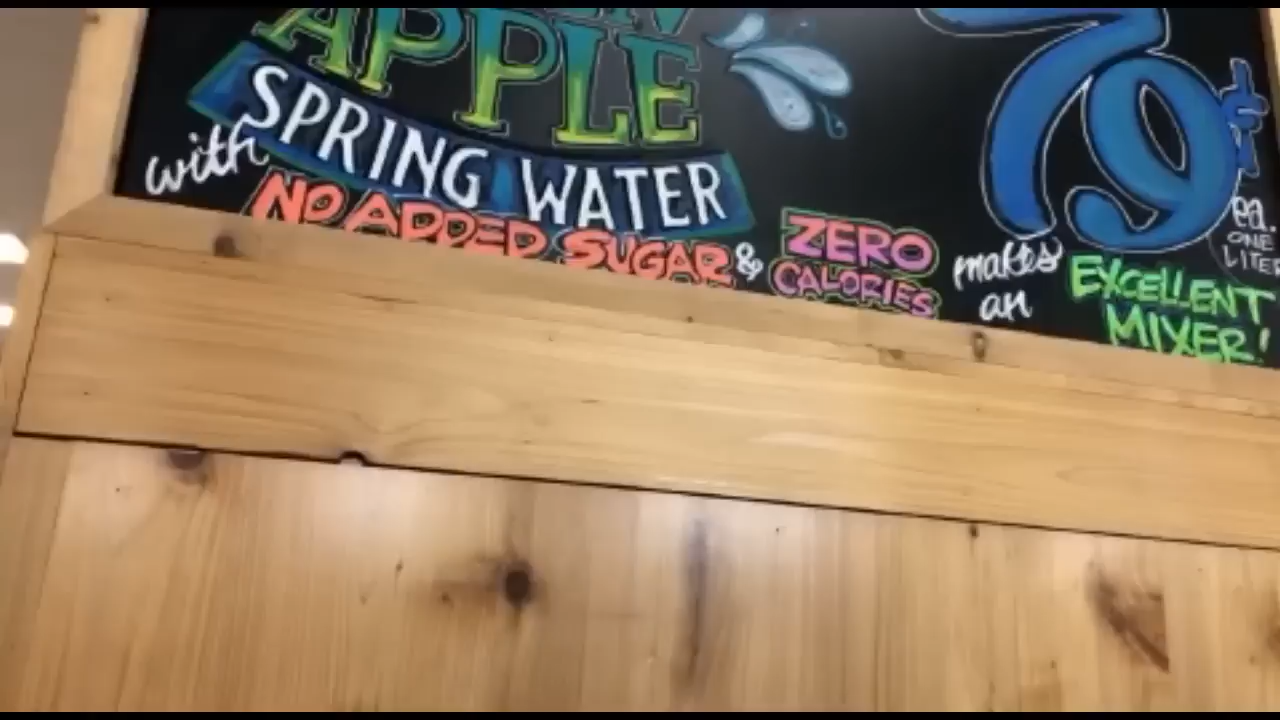 APPLE
SPRING WATER
with
NO ADDED SUGAR & ZERO CALORIES
makes an
EXCELLENT MIXER!
79¢
ea.
ONE
LITER